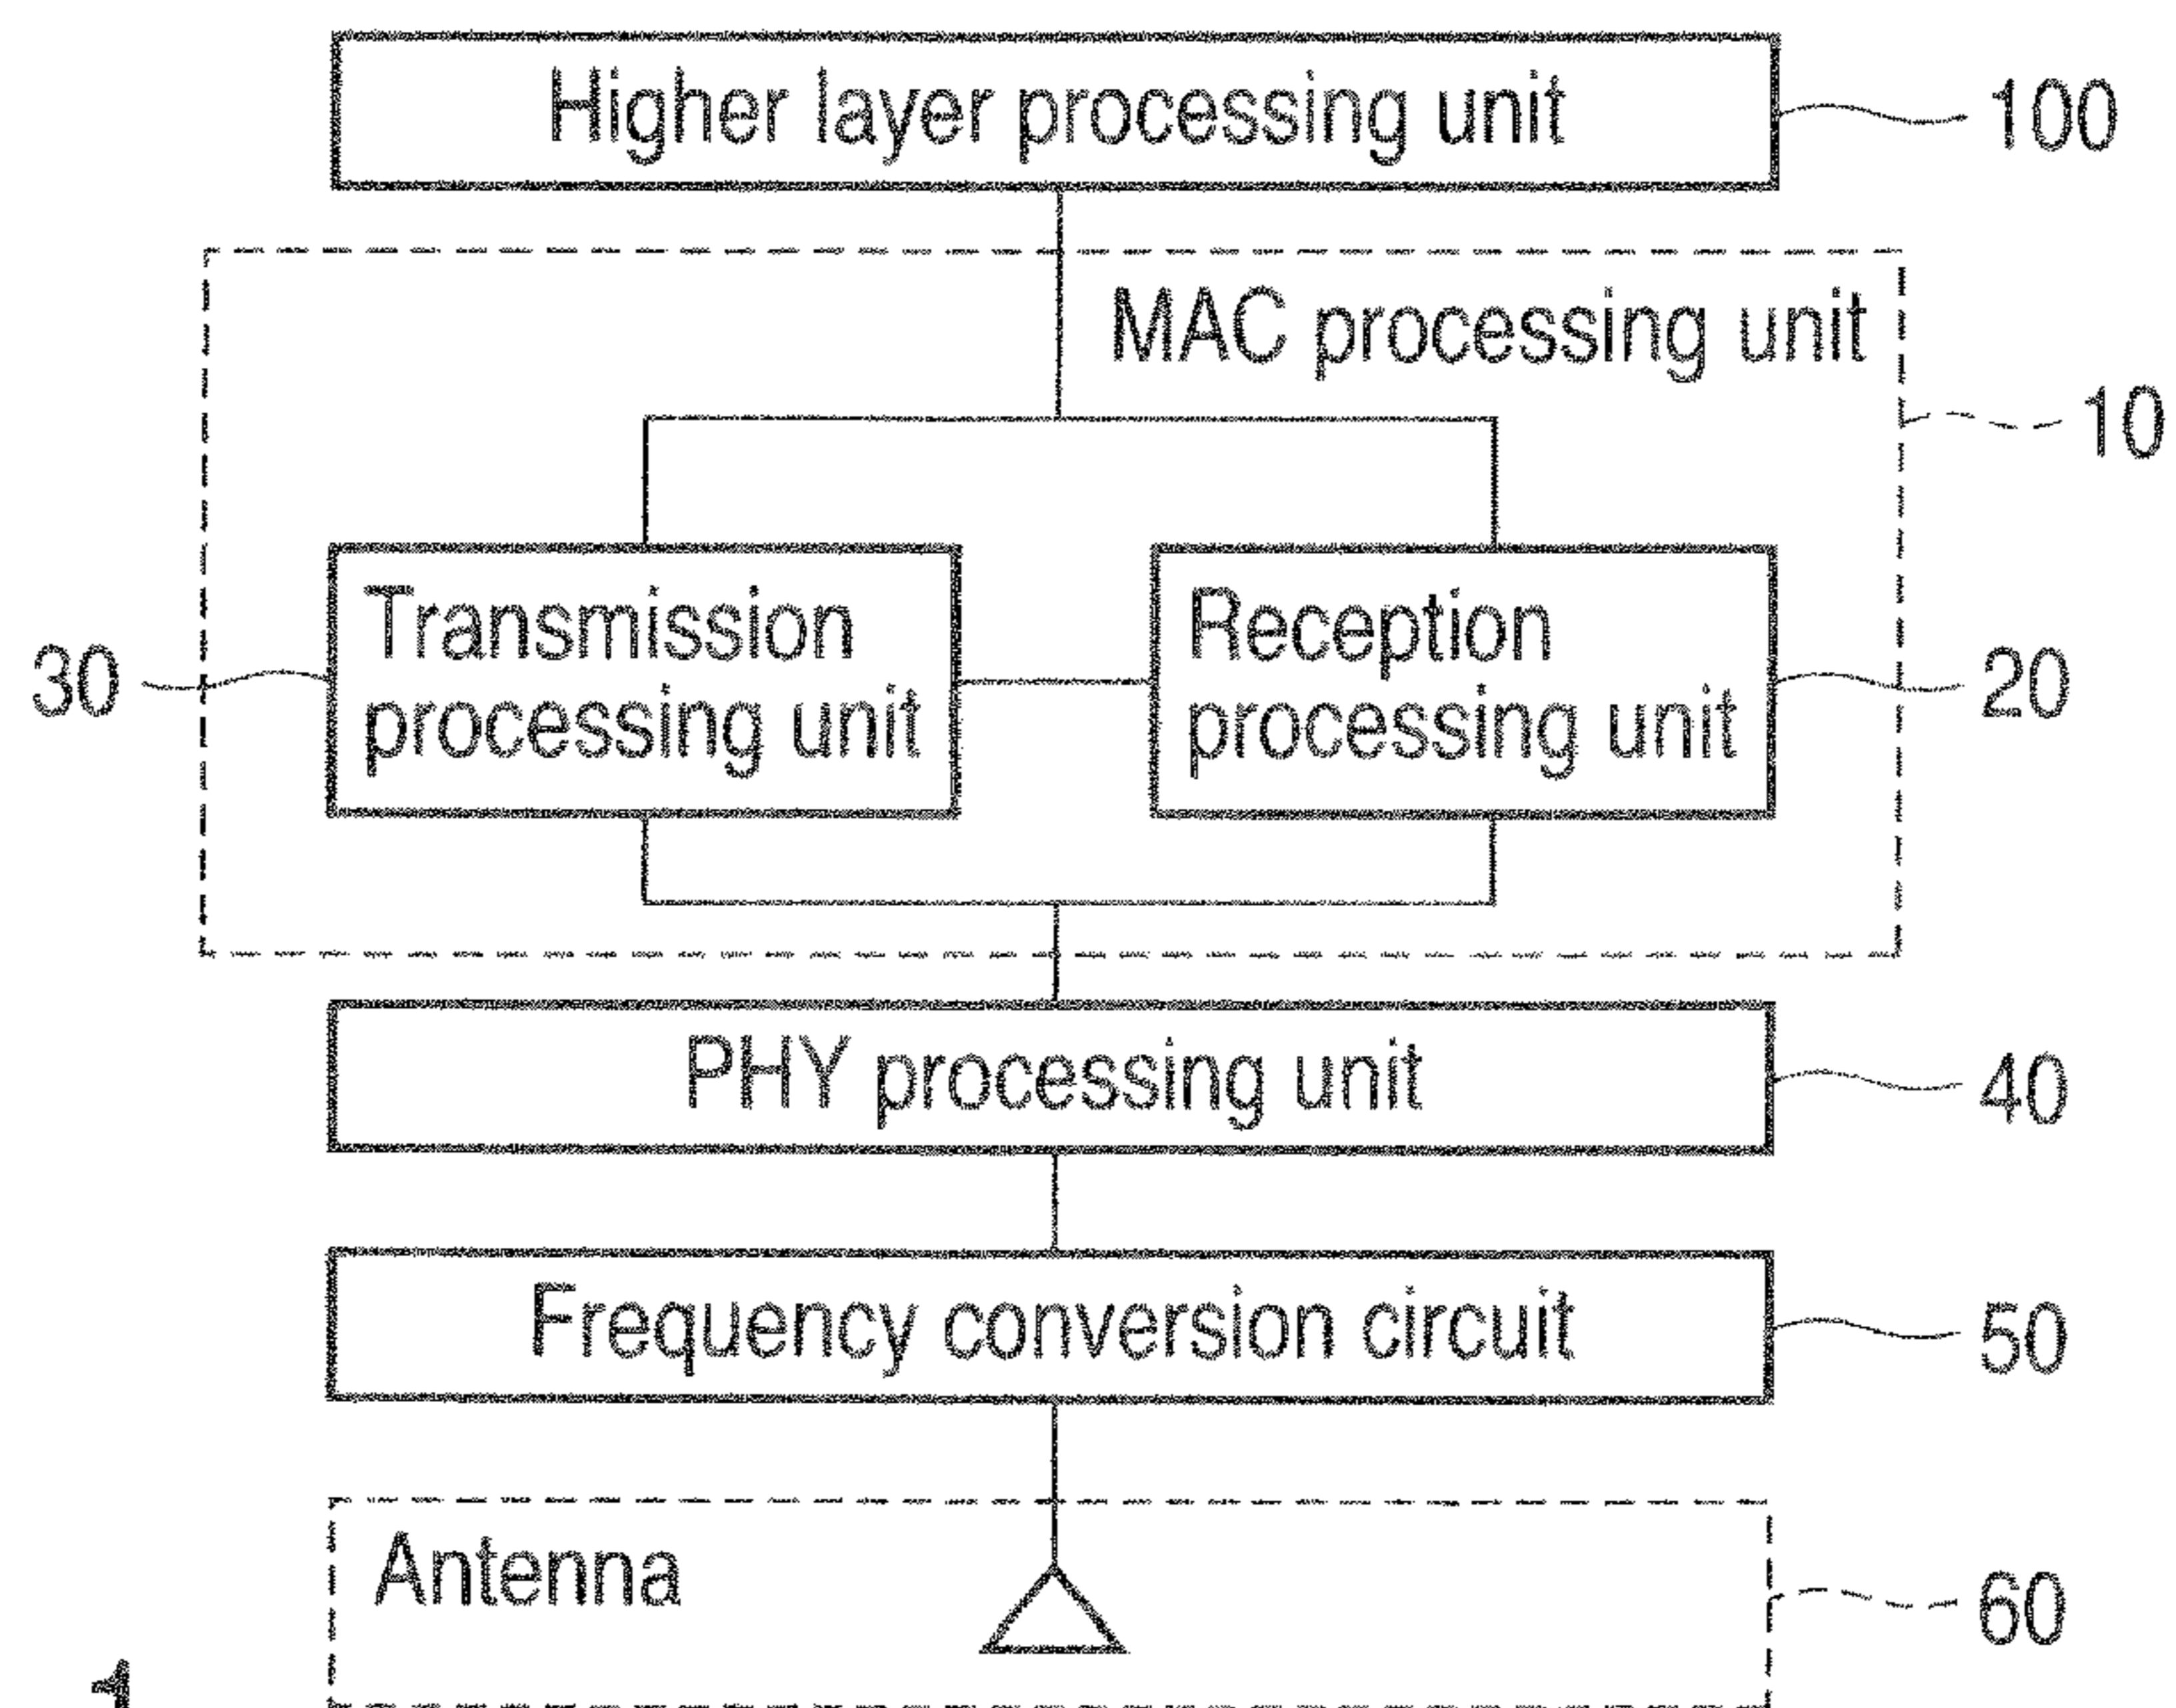 Higher layer processing unit
100
MAC processing unit
10
Transmission
processing unit
30
Reception
processing unit
20
PHY processing unit
40
Frequency conversion circuit
50
Antenna
60
1